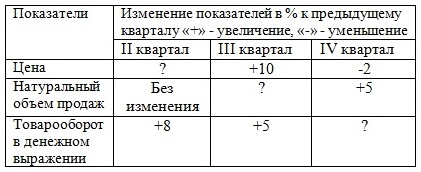 Показатели
Изменение показателей в % к предыдущему
кварталу «+» - увеличение, «-» - уменьшение
II квартал III квартал IV квартал
Цена ? +10 -2
Натуральный
объем продаж
Без
изменения
? +5
Товарооборот
в денежном
выражении
+8 +5 ?